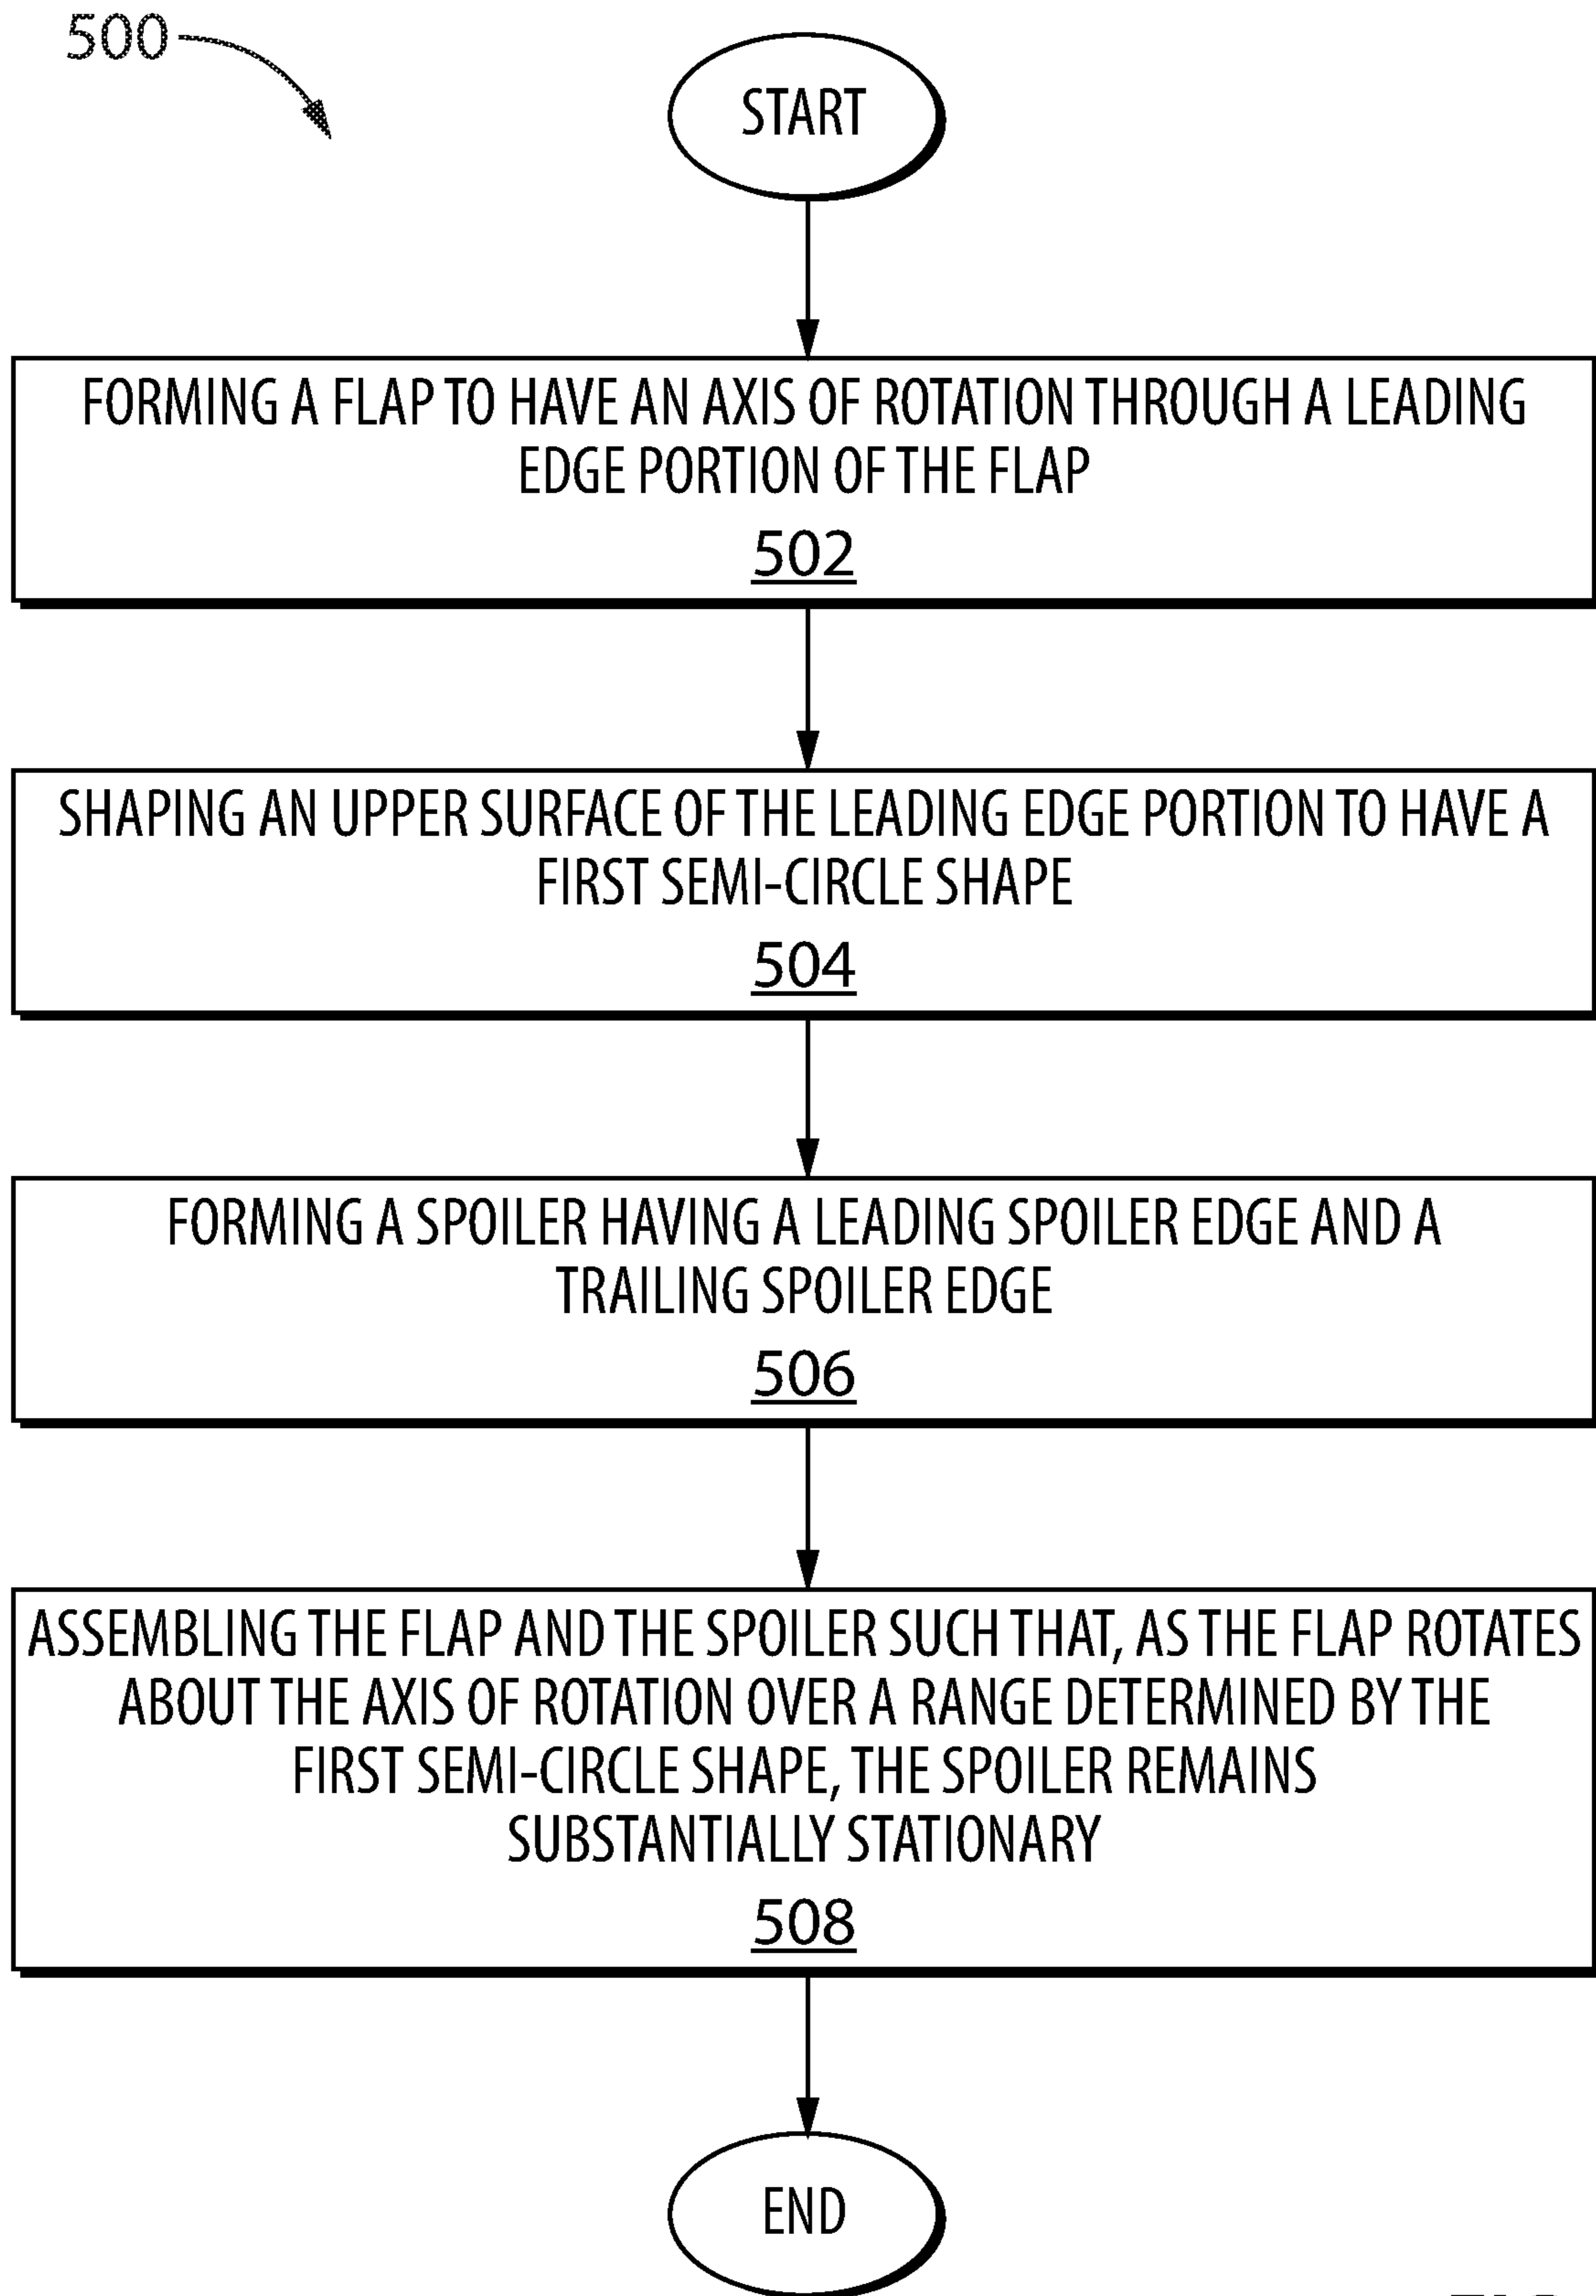 500
START
FORMING A FLAP TO HAVE AN AXIS OF ROTATION THROUGH A LEADING
EDGE PORTION OF THE FLAP
502
SHAPING AN UPPER SURFACE OF THE LEADING EDGE PORTION TO HAVE A
FIRST SEMI-CIRCLE SHAPE
504
FORMING A SPOILER HAVING A LEADING SPOILER EDGE AND A
TRAILING SPOILER EDGE
506
ASSEMBLING THE FLAP AND THE SPOILER SUCH THAT, AS THE FLAP ROTATES
ABOUT THE AXIS OF ROTATION OVER A RANGE DETERMINED BY THE
FIRST SEMI-CIRCLE SHAPE, THE SPOILER REMAINS
SUBSTANTIALLY STATIONARY
508
END